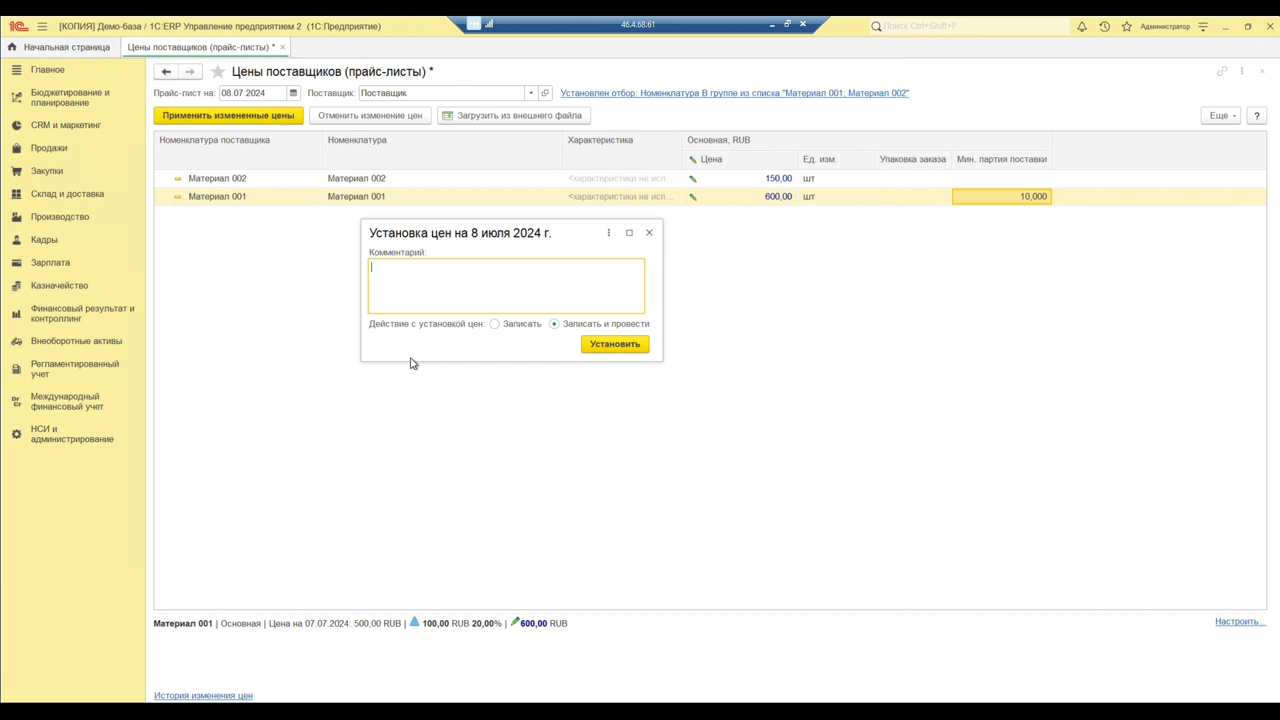 [КОПИЯ] Демо-база / 1С:ERP Управление предприятием 2 (1С:Предприятие)
46.4.68.61
Поиск Ctrl+Shift+F
Администратор
Начальная страница
Цены поставщиков (прайс-листы) * ×
Главное
Бюджетирование и
планирование
CRM и маркетинг
Продажи
Закупки
Склад и доставка
Производство
Кадры
Зарплата
Казначейство
Финансовый результат и
контроллинг
Внеоборотные активы
Регламентированный
учет
Международный
финансовый учет
НСИ и
администрирование
Цены поставщиков (прайс-листы) *
Прайс-лист на 08.07.2024 Поставщик: Поставщик Установлен отбор: Номенклатура В группе из списка "Материал 001; Материал 002"
Применить измененные цены Отменить изменение цен Загрузить из внешнего файла Еще ?
Номенклатура поставщика Номенклатура Характеристика Основная, RUB
Цена Ед. изм. Упаковка заказа Мин. партия поставки
Материал 002 Материал 002 <характеристики не исп... 150,00 шт
Материал 001 Материал 001 <характеристики не исп... 600,00 шт 10,000
Установка цен на 8 июля 2024 г.
Комментарий:
Действие с установкой цен: Записать Записать и провести
Установить
Материал 001 | Основная | Цена на 07.07.2024: 500,00 RUB | 100,00 RUB 20,00% | 600,00 RUB
Настроить...
История изменения цен